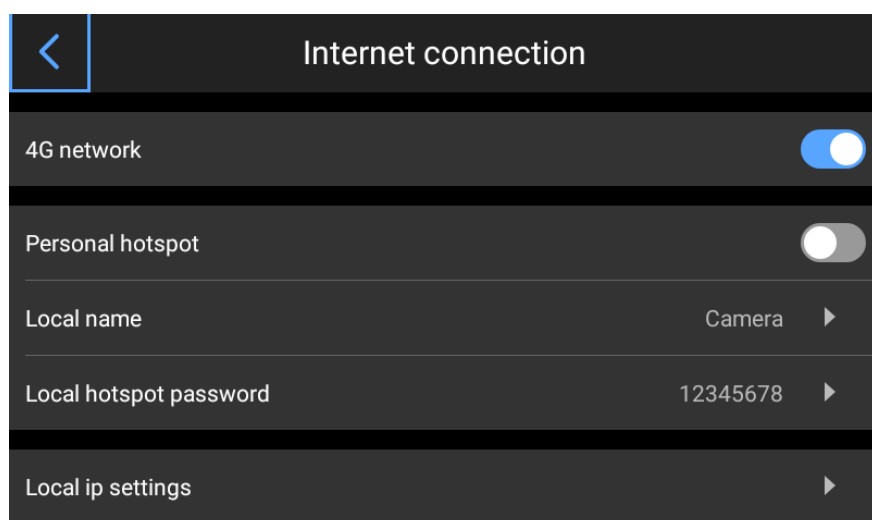 Internet connection
4G network
Personal hotspot
Local name Camera
Local hotspot password 12345678
Local ip settings